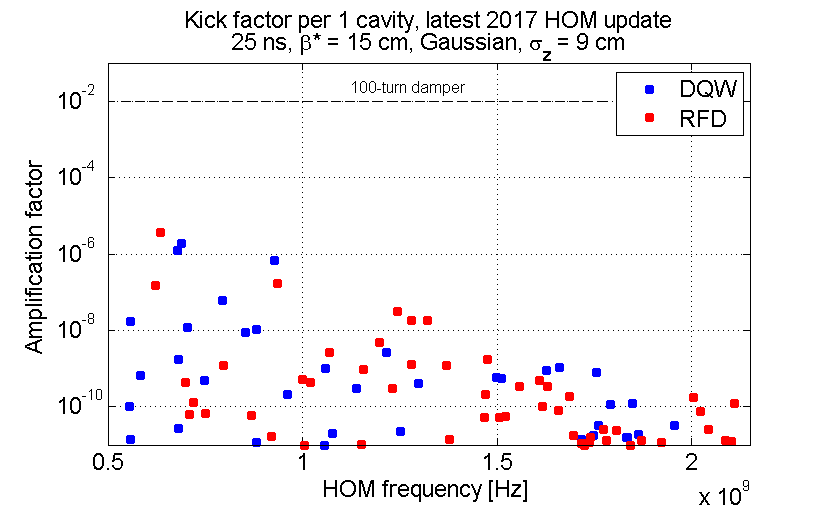 Kick factor per 1 cavity, latest 2017 HOM update
25 ns, β* = 15 cm, Gaussian, σz = 9 cm
DQW
RFD
100-turn damper
Amplification factor
10^-2
10^-4
10^-6
10^-8
10^-10
0.5
1
1.5
2
HOM frequency [Hz]
x 10^9